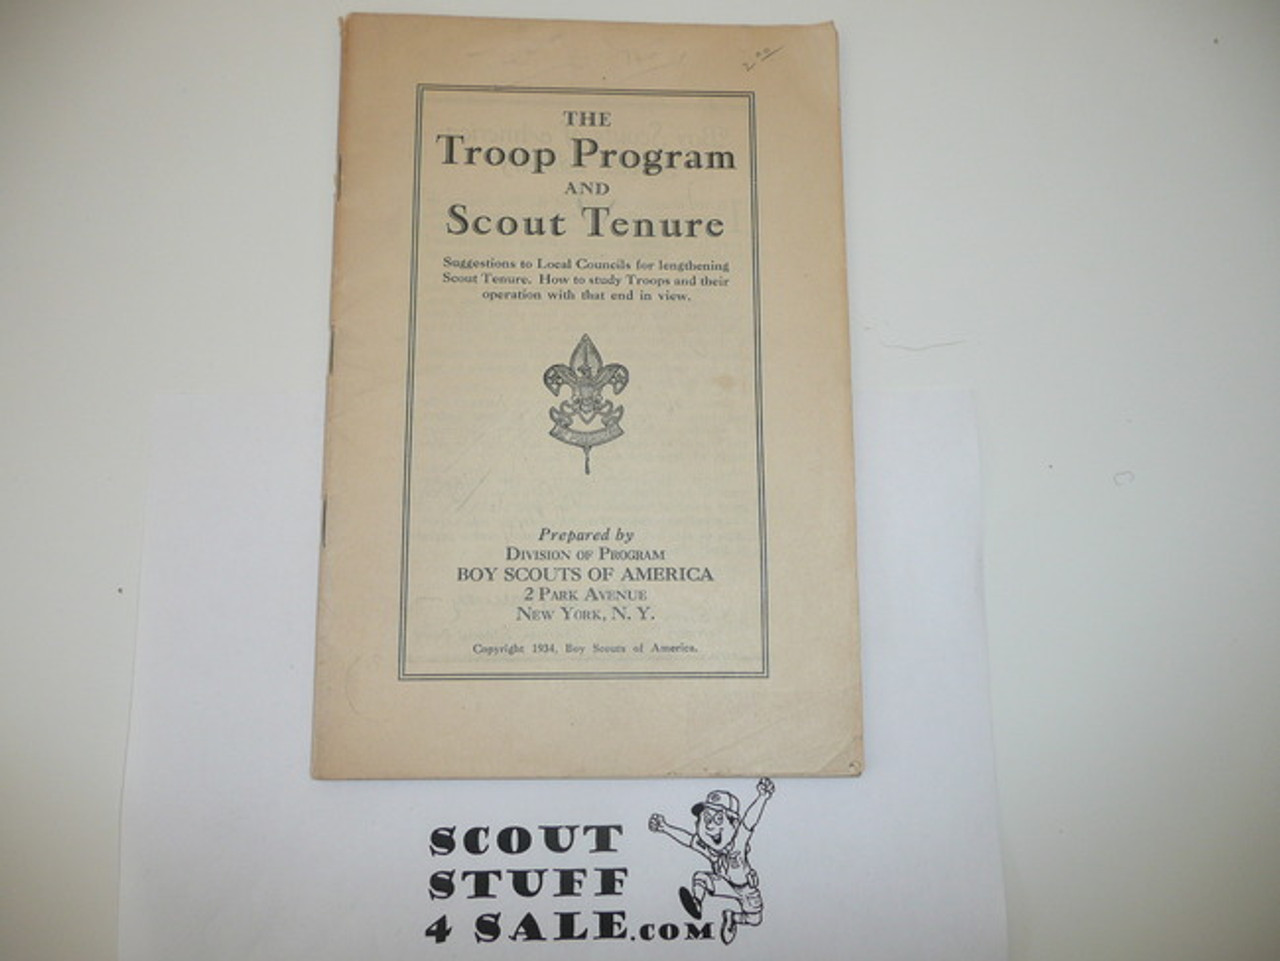 2.00
THE
Troop Program
AND
Scout Tenure
Suggestions to Local Councils for lengthening
Scout Tenure. How to study Troops and their
operation with that end in view.
Prepared by
DIVISION OF PROGRAM
BOY SCOUTS OF AMERICA
2 PARK AVENUE
NEW YORK, N. Y.
Copyright 1934, Boy Scouts of America.
SCOUT
STUFF
4 SALE.COM